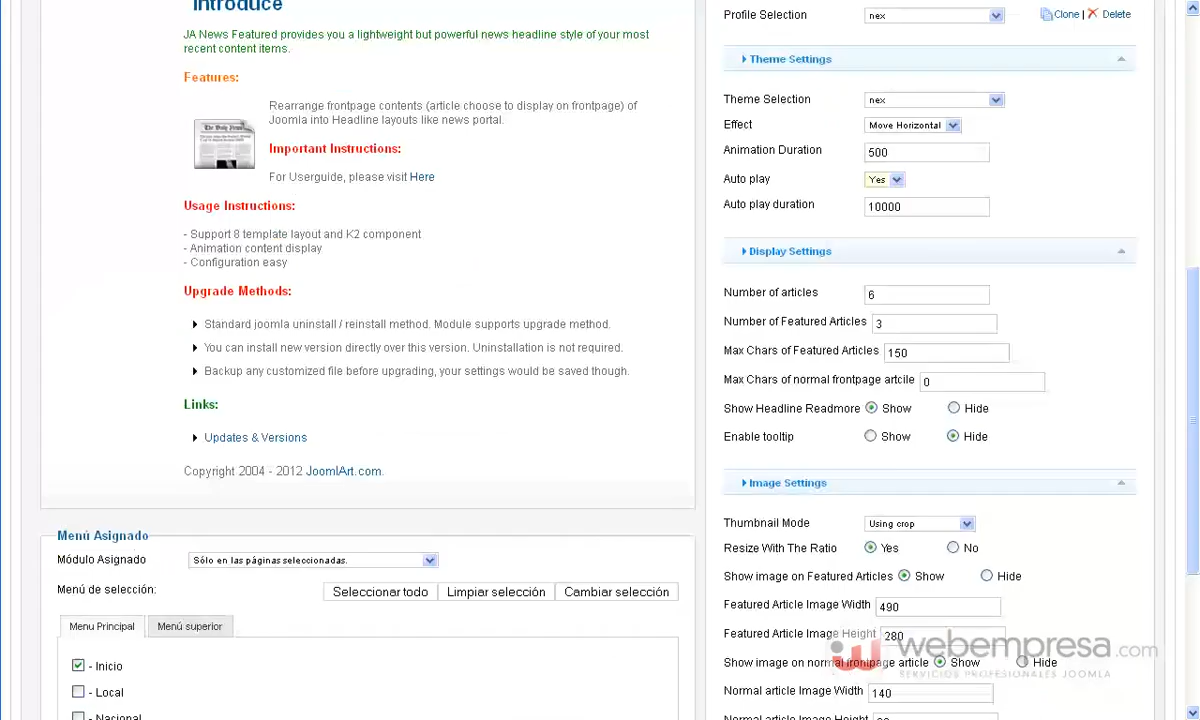 Introduce
JA News Featured provides you a lightweight but powerful news headline style of your most
recent content items.
Features:
The Daily News
Rearrange frontpage contents (article choose to display on frontpage) of
Joomla into Headline layouts like news portal.
Important Instructions:
For Userguide, please visit Here
Usage Instructions:
- Support 8 template layout and K2 component
- Animation content display
- Configuration easy
Upgrade Methods:
Standard joomla uninstall / reinstall method. Module supports upgrade method.
You can install new version directly over this version. Uninstallation is not required.
Backup any customized file before upgrading, your settings would be saved though.
Links:
Updates & Versions
Copyright 2004 - 2012 JoomlArt.com.
Menú Asignado
Módulo Asignado Sólo en las páginas seleccionadas.
Menú de selección: Seleccionar todo Limpiar selección Cambiar selección
Menu Principal Menú superior
- Inicio
- Local
- Nacional
Profile Selection nex Clone | Delete
Theme Settings
Theme Selection nex
Effect Move Horizontal
Animation Duration 500
Auto play Yes
Auto play duration 10000
Display Settings
Number of articles 6
Number of Featured Articles 3
Max Chars of Featured Articles 150
Max Chars of normal frontpage artcile 0
Show Headline Readmore Show Hide
Enable tooltip Show Hide
Image Settings
Thumbnail Mode Using crop
Resize With The Ratio Yes No
Show image on Featured Articles Show Hide
Featured Article Image Width 490
Featured Article Image Height 280
webempresa.com
Show image on normal frontpage article Show Hide
SERVICIOS PROFESIONALES JOOMLA
Normal article Image Width 140
Normal article Image Height